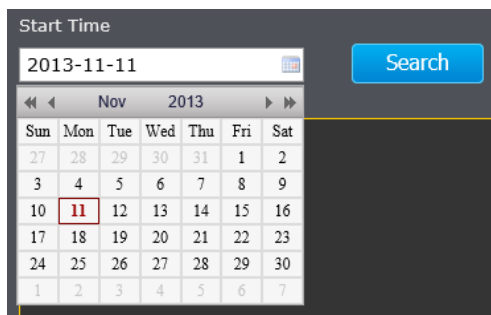 Start Time
2013-11-11 Search
Nov 2013
Sun Mon Tue Wed Thu Fri Sat
27 28 29 30 31 1 2
3 4 5 6 7 8 9
10 11 12 13 14 15 16
17 18 19 20 21 22 23
24 25 26 27 28 29 30
1 2 3 4 5 6 7